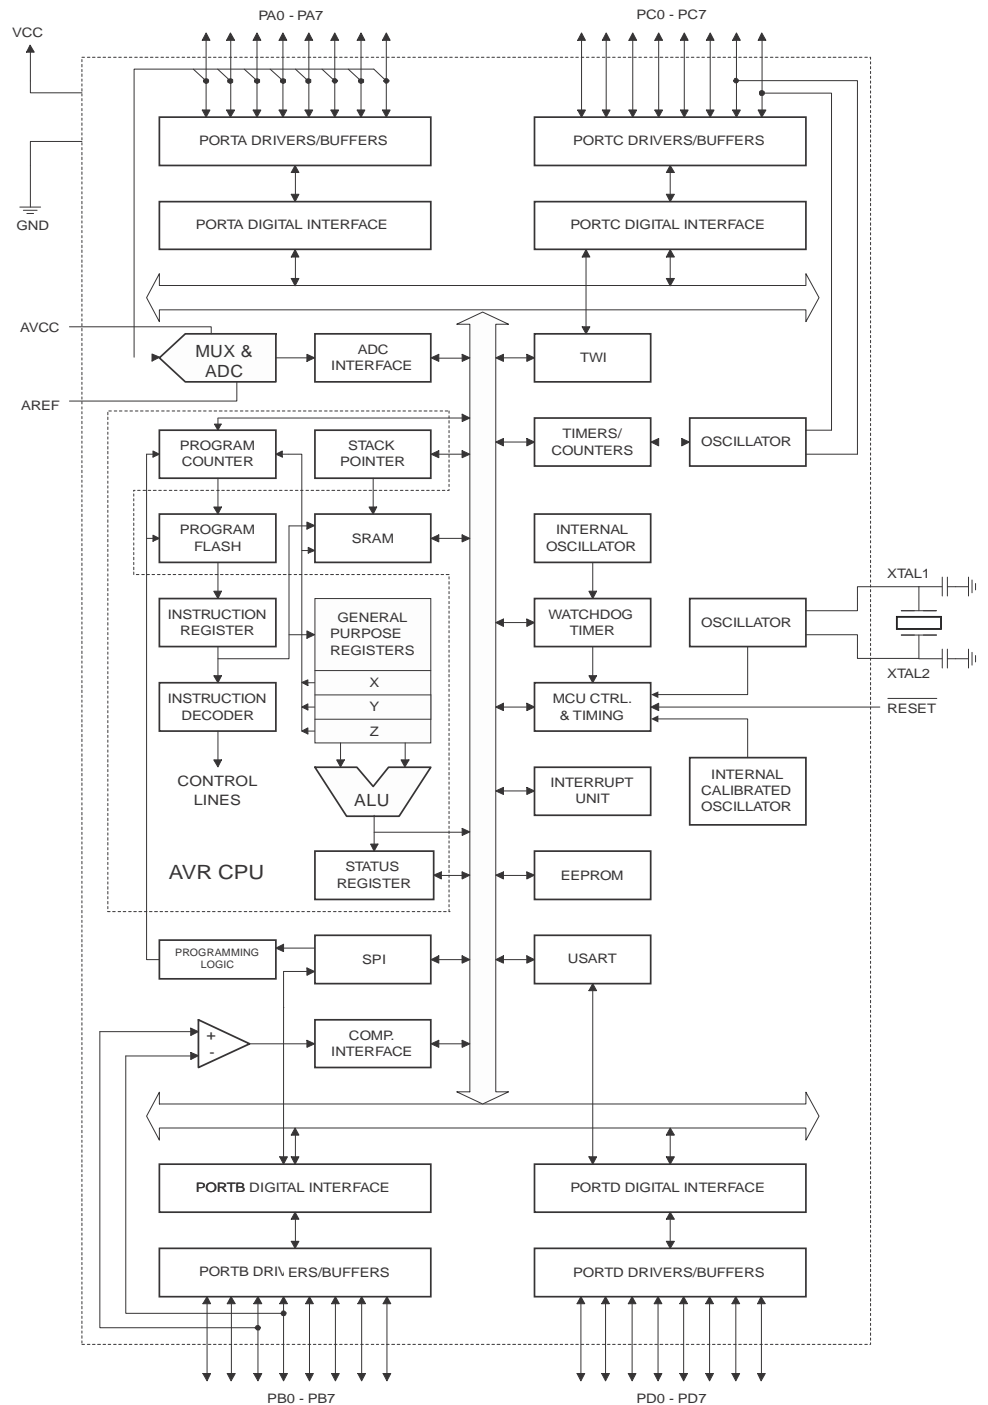 PA0 - PA7
PC0 - PC7
VCC
PORTA DRIVERS/BUFFERS
PORTC DRIVERS/BUFFERS
GND
PORTA DIGITAL INTERFACE
PORTC DIGITAL INTERFACE
AVCC
MUX &
ADC
ADC
INTERFACE
TWI
AREF
PROGRAM
COUNTER
STACK
POINTER
TIMERS/
COUNTERS
OSCILLATOR
PROGRAM
FLASH
SRAM
INTERNAL
OSCILLATOR
XTAL1
INSTRUCTION
REGISTER
GENERAL
PURPOSE
REGISTERS
WATCHDOG
TIMER
OSCILLATOR
XTAL2
X
Y
Z
INSTRUCTION
DECODER
MCU CTRL.
& TIMING
RESET
CONTROL
LINES
ALU
INTERRUPT
UNIT
INTERNAL
CALIBRATED
OSCILLATOR
AVR CPU
STATUS
REGISTER
EEPROM
PROGRAMMING
LOGIC
SPI
USART
+
-
COMP.
INTERFACE
PORTB DIGITAL INTERFACE
PORTD DIGITAL INTERFACE
PORTB DRIVERS/BUFFERS
PORTD DRIVERS/BUFFERS
PB0 - PB7
PD0 - PD7